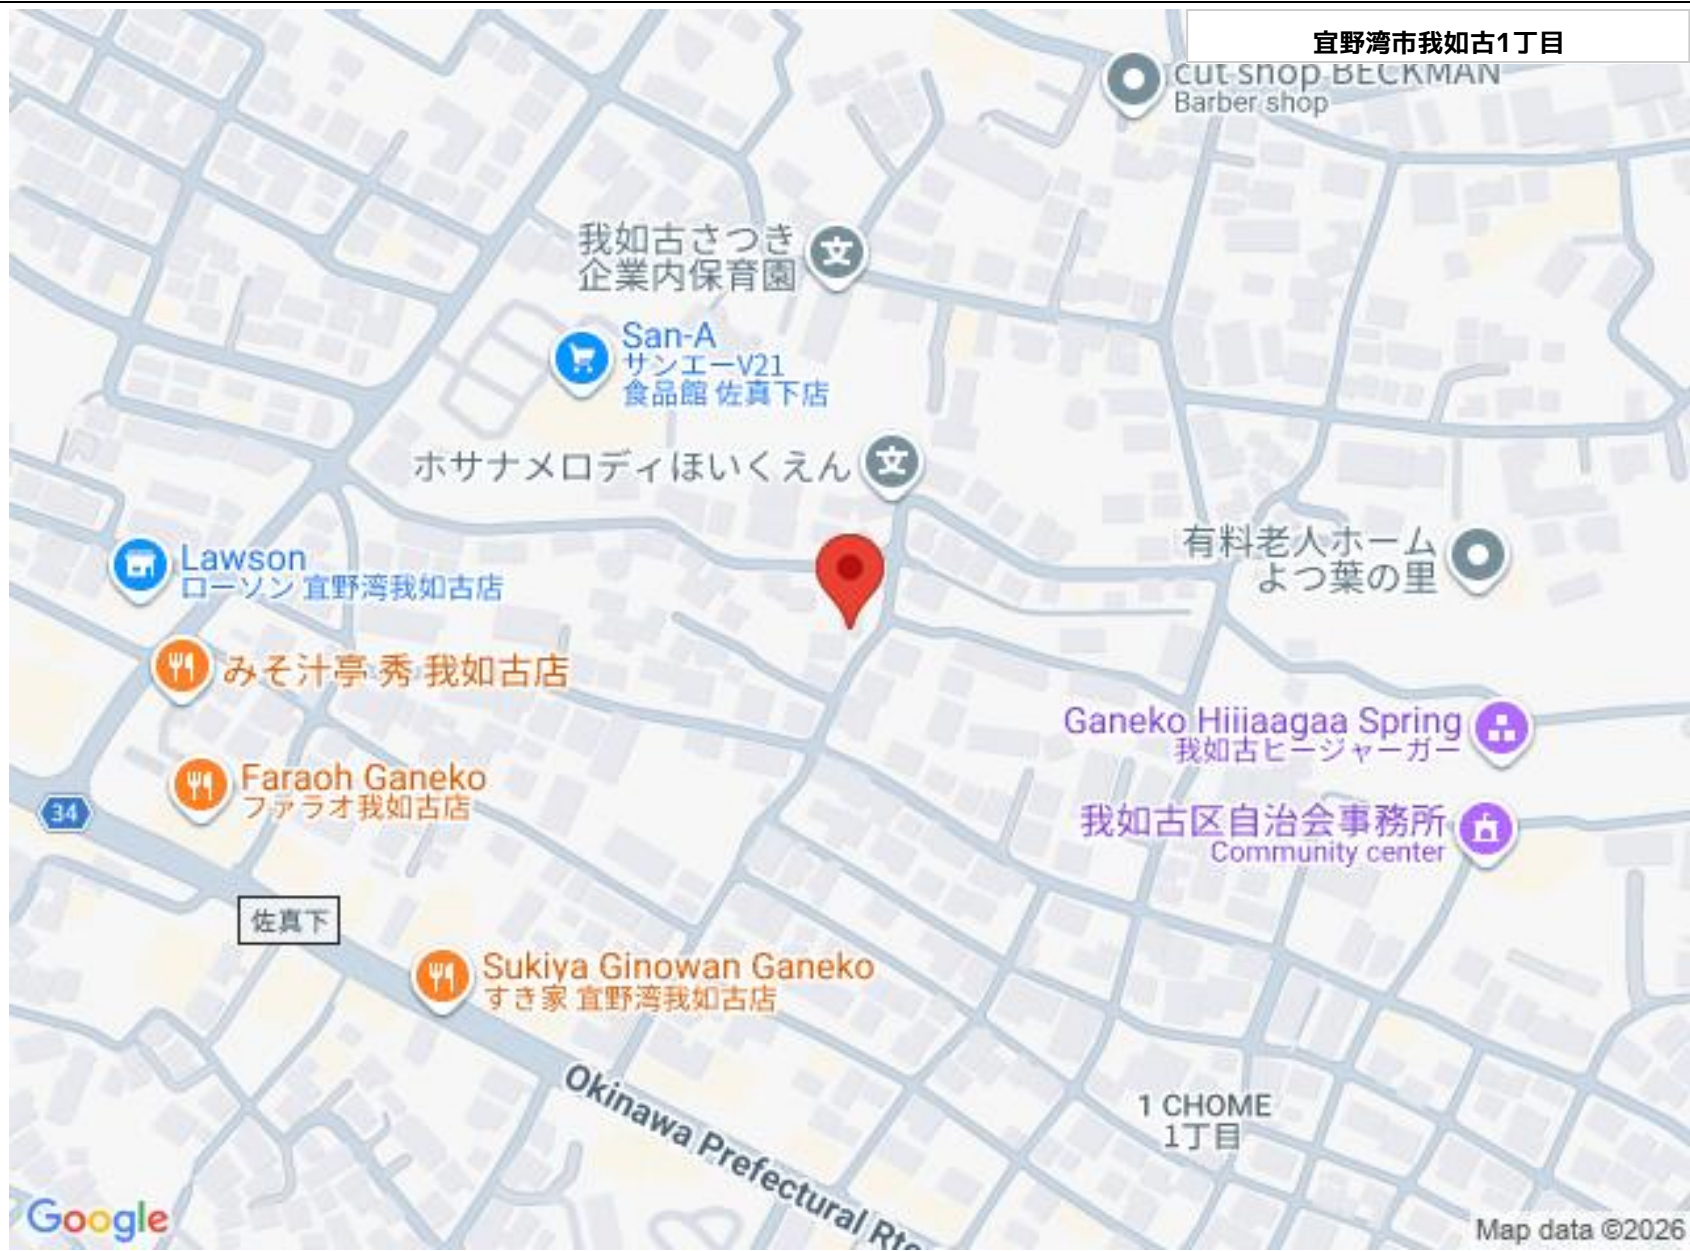 宜野湾市我如古1丁目
cut shop BECKMAN
Barber shop
我如古さつき
企業内保育園
San-A
サンエーV21
食品館 佐真下店
ホサナメロディほいくえん
有料老人ホーム
よつ葉の里
Lawson
ローソン 宜野湾我如古店
みそ汁亭 秀 我如古店
Ganeko Hiiiaagaa Spring
我如古ヒージャーガー
Faraoh Ganeko
ファラオ我如古店
34
我如古区自治会事務所
Community center
佐真下
Sukiya Ginowan Ganeko
すき家 宜野湾我如古店
Okinawa Prefectural Rte
1 CHOME
1丁目
Google
Map data ©2026